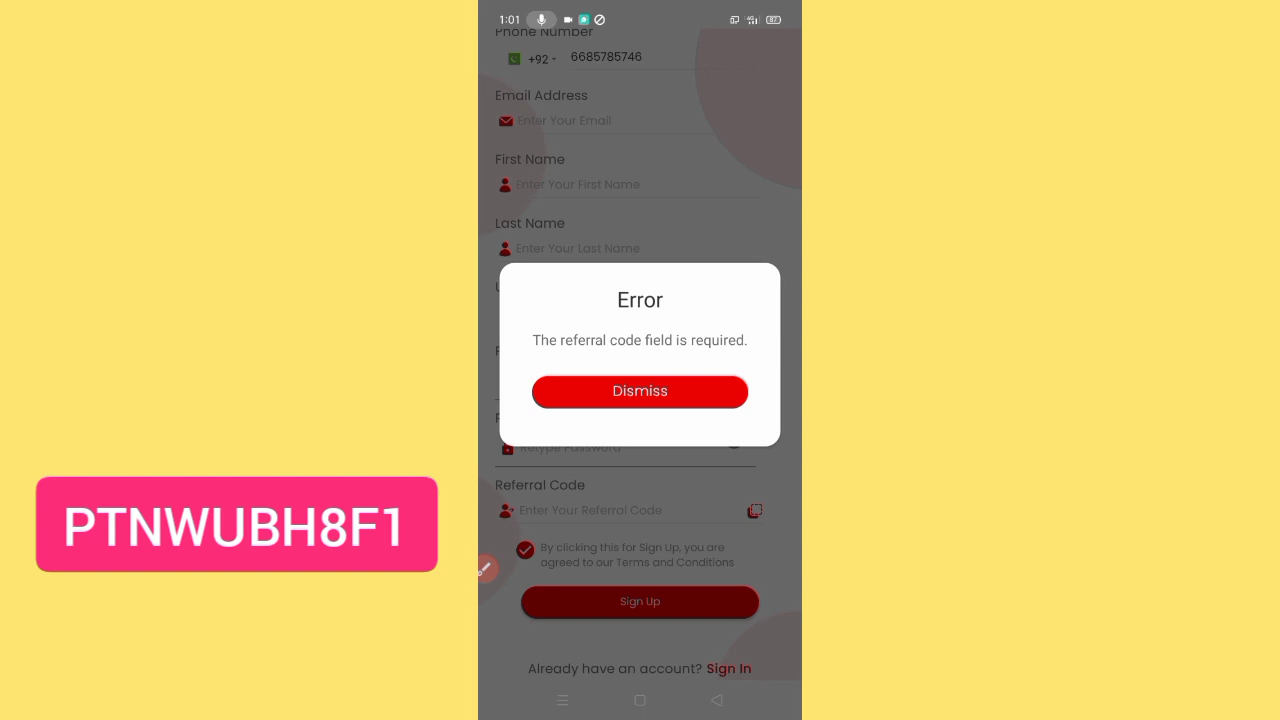 1:01
87
Phone Number
+92
6685785746
Email Address
Enter Your Email
First Name
Enter Your First Name
Last Name
Enter Your Last Name
Error
The referral code field is required.
Dismiss
Retype Password
Referral Code
Enter Your Referral Code
By clicking this for Sign Up, you are
agreed to our Terms and Conditions
Sign Up
Already have an account? Sign In
PTNWUBH8F1